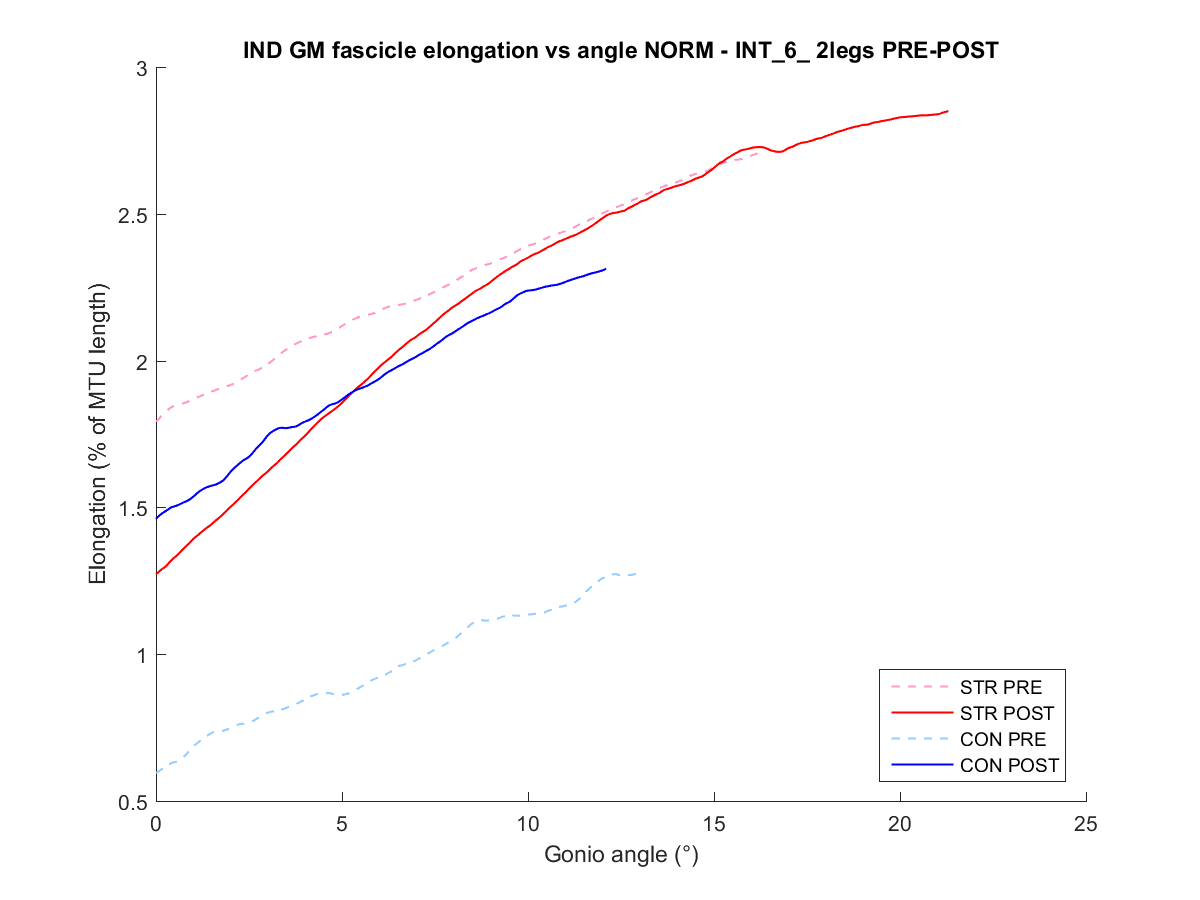 IND GM fascicle elongation vs angle NORM - INT_6_ 2legs PRE-POST
3
2.5
2
1.5
1
0.5
Elongation (% of MTU length)
0
5
10
15
20
25
Gonio angle (°)
STR PRE
STR POST
CON PRE
CON POST